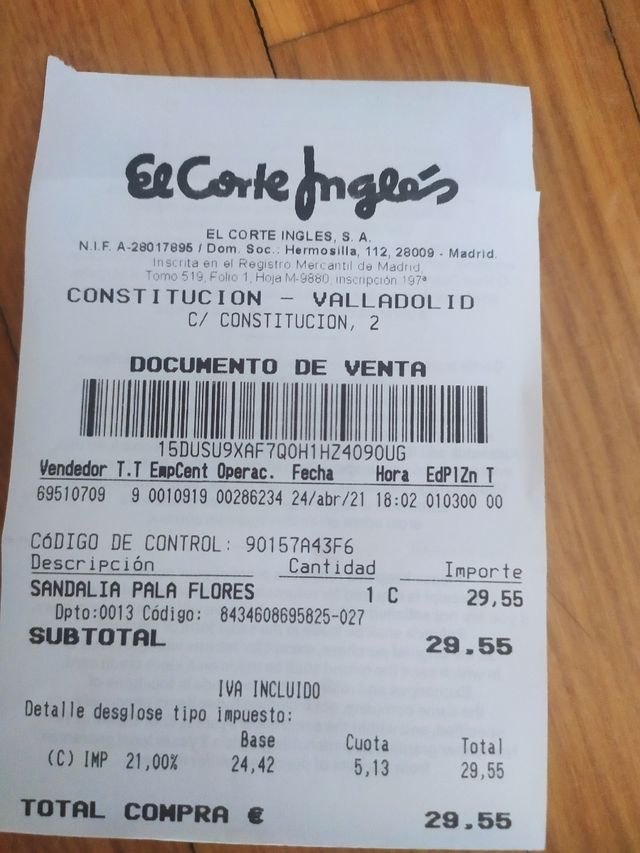 El Corte Inglés
EL CORTE INGLES, S. A.
N.I.F. A-28017895 / Dom. Soc.: Hermosilla, 112, 28009 - Madrid.
Inscrita en el Registro Mercantil de Madrid,
Tomo 519, Folio 1, Hoja M-9880, inscripción 197ª
CONSTITUCION - VALLADOLID
C/ CONSTITUCION, 2
DOCUMENTO DE VENTA
15DUSU9XAF7Q0H1HZ4090UG
Vendedor T.T EmpCent Operac. Fecha Hora EdPlZn T
69510709 9 0010919 00286234 24/abr/21 18:02 010300 00
CóDIGO DE CONTROL: 90157A43F6
Descripción Cantidad Importe
SANDALIA PALA FLORES 1 C 29,55
Dpto:0013 Código: 8434608695825-027
SUBTOTAL 29.55
IVA INCLUIDO
Detalle desglose tipo impuesto:
Base Cuota Total
(C) IMP 21,00% 24,42 5,13 29,55
TOTAL COMPRA € 29.55